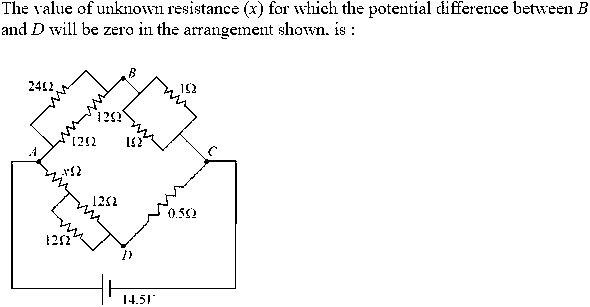 The value of unknown resistance (x) for which the potential difference between B
and D will be zero in the arrangement shown, is :
B
24Ω
1Ω
12Ω
12Ω
1Ω
A
C
xΩ
12Ω
0.5Ω
12Ω
D
14.5V